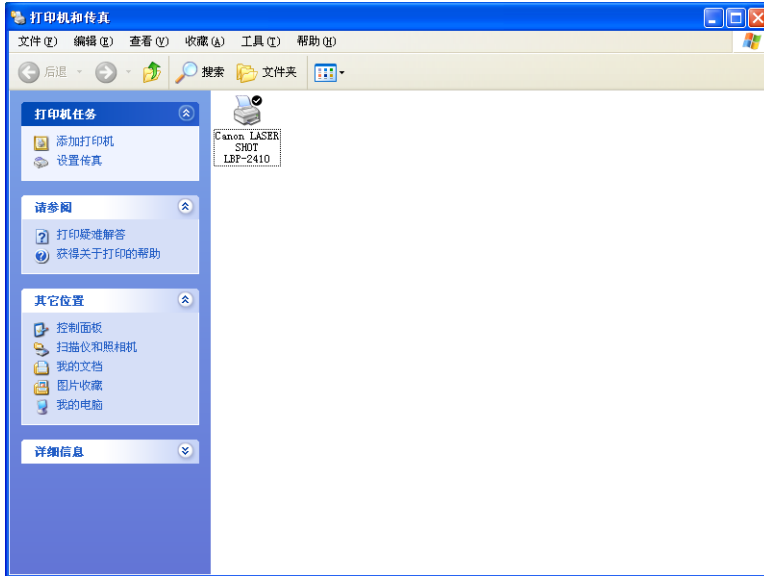 打印机和传真
文件(F) 编辑(E) 查看(V) 收藏(A) 工具(T) 帮助(H)
后退 搜索 文件夹
打印机任务
添加打印机
设置传真
请参阅
打印疑难解答
获得关于打印的帮助
其它位置
控制面板
扫描仪和照相机
我的文档
图片收藏
我的电脑
详细信息
Canon LASER
SHOT
LBP-2410